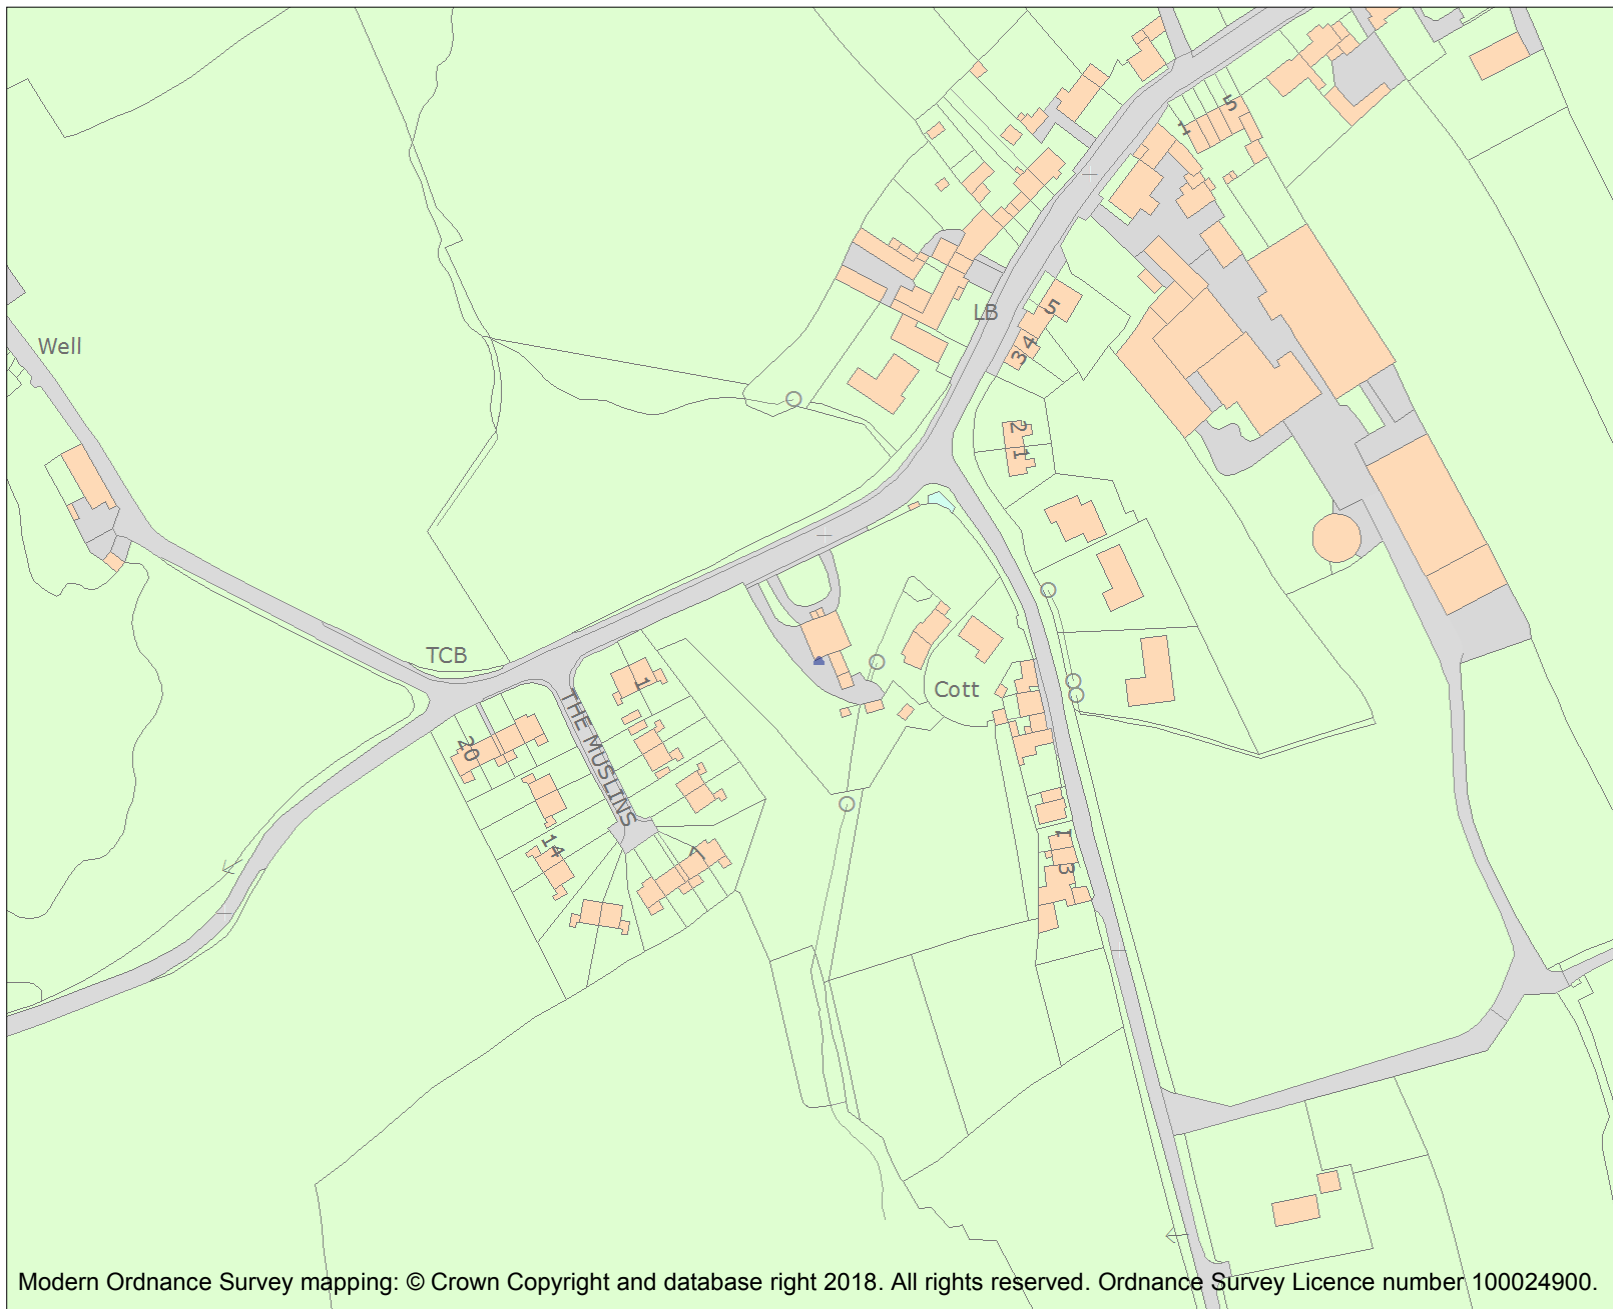 5
1
LB
5
4
3
Well
2
1
TCB
1
Cott
THE MUSLINS
20
14
7
1
3
Modern Ordnance Survey mapping: © Crown Copyright and database right 2018. All rights reserved. Ordnance Survey Licence number 100024900.